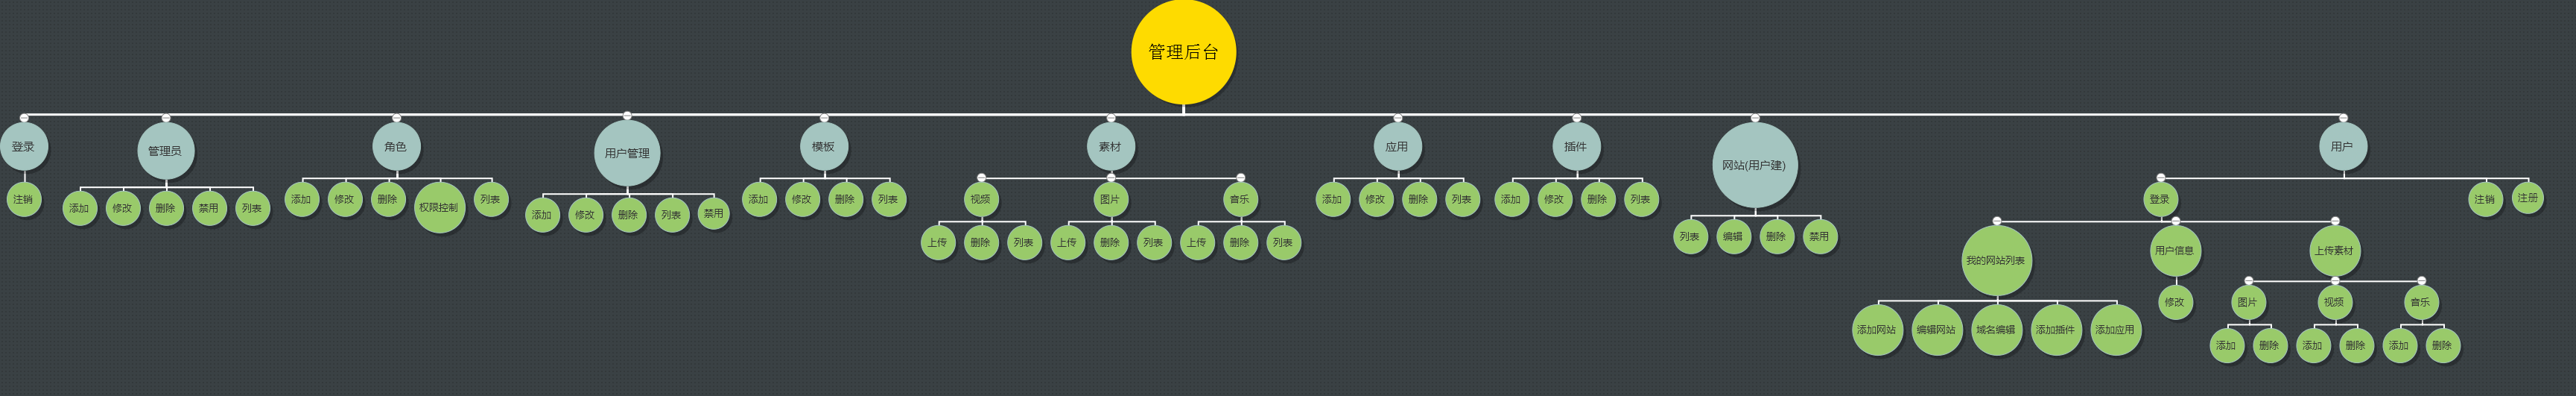 管理后台
登录
管理员
角色
用户管理
模板
素材
应用
插件
网站(用户建)
用户
注销
添加
修改
删除
禁用
列表
添加
修改
删除
权限控制
列表
添加
修改
删除
列表
禁用
添加
修改
删除
列表
视频
图片
音乐
上传
删除
列表
上传
删除
列表
上传
删除
列表
添加
修改
删除
列表
添加
修改
删除
列表
列表
编辑
删除
禁用
登录
注销
注册
我的网站列表
用户信息
上传素材
添加网站
编辑网站
域名编辑
添加插件
添加应用
修改
图片
视频
音乐
添加
删除
添加
删除
添加
删除